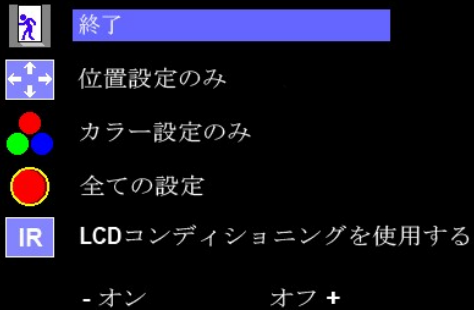 終了
位置設定のみ
カラー設定のみ
全ての設定
IR LCDコンディショニングを使用する
- オン オフ +